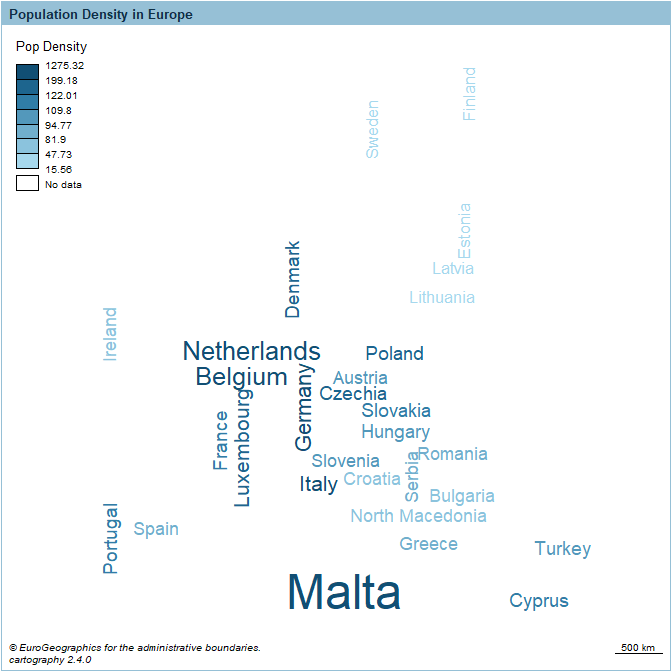 Population Density in Europe
Pop Density
1275.32
199.18
122.01
109.8
94.77
81.9
47.73
15.56
No data
Finland
Sweden
Estonia
Latvia
Denmark
Lithuania
Ireland
Netherlands
Poland
Belgium
Austria
Germany
Czechia
Luxembourg
Slovakia
France
Hungary
Romania
Slovenia
Serbia
Croatia
Italy
Bulgaria
North Macedonia
Portugal
Spain
Greece
Turkey
Malta
Cyprus
© EuroGeographics for the administrative boundaries.
cartography 2.4.0
500 km